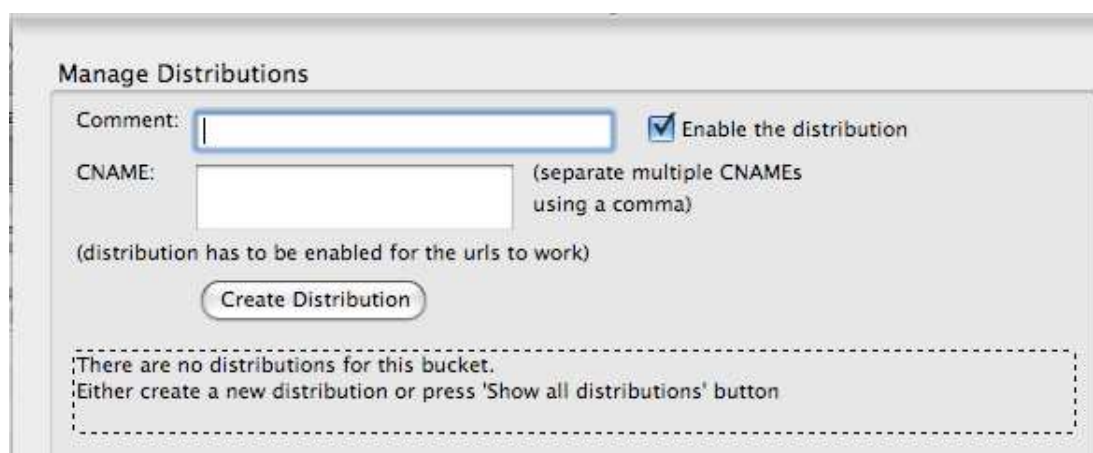 Manage Distributions
Comment:
Enable the distribution
CNAME:
(separate multiple CNAMEs
using a comma)
(distribution has to be enabled for the urls to work)
Create Distribution
There are no distributions for this bucket.
Either create a new distribution or press 'Show all distributions' button